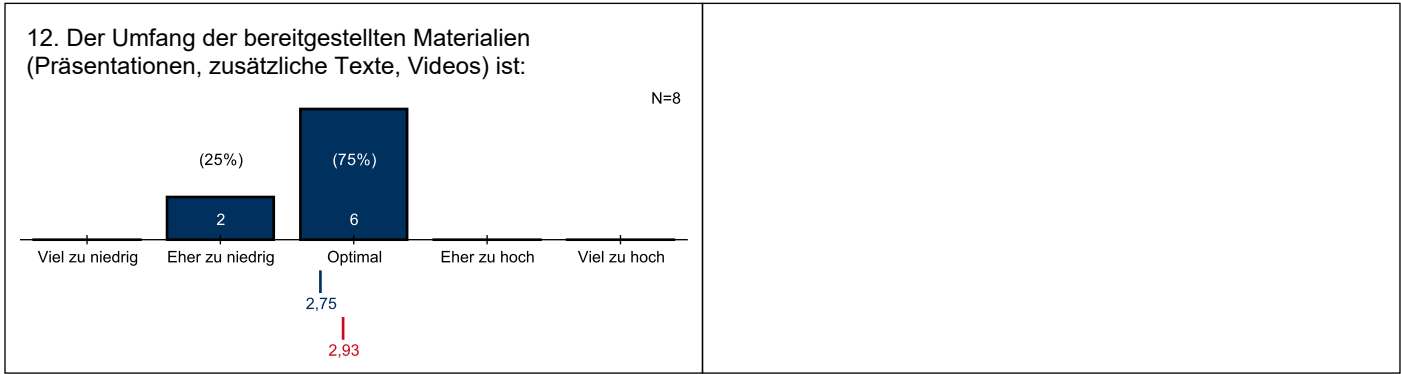 12. Der Umfang der bereitgestellten Materialien
(Präsentationen, zusätzliche Texte, Videos) ist:
N=8
(25%) (75%)
2 6
Viel zu niedrig Eher zu niedrig Optimal Eher zu hoch Viel zu hoch
2,75
2,93